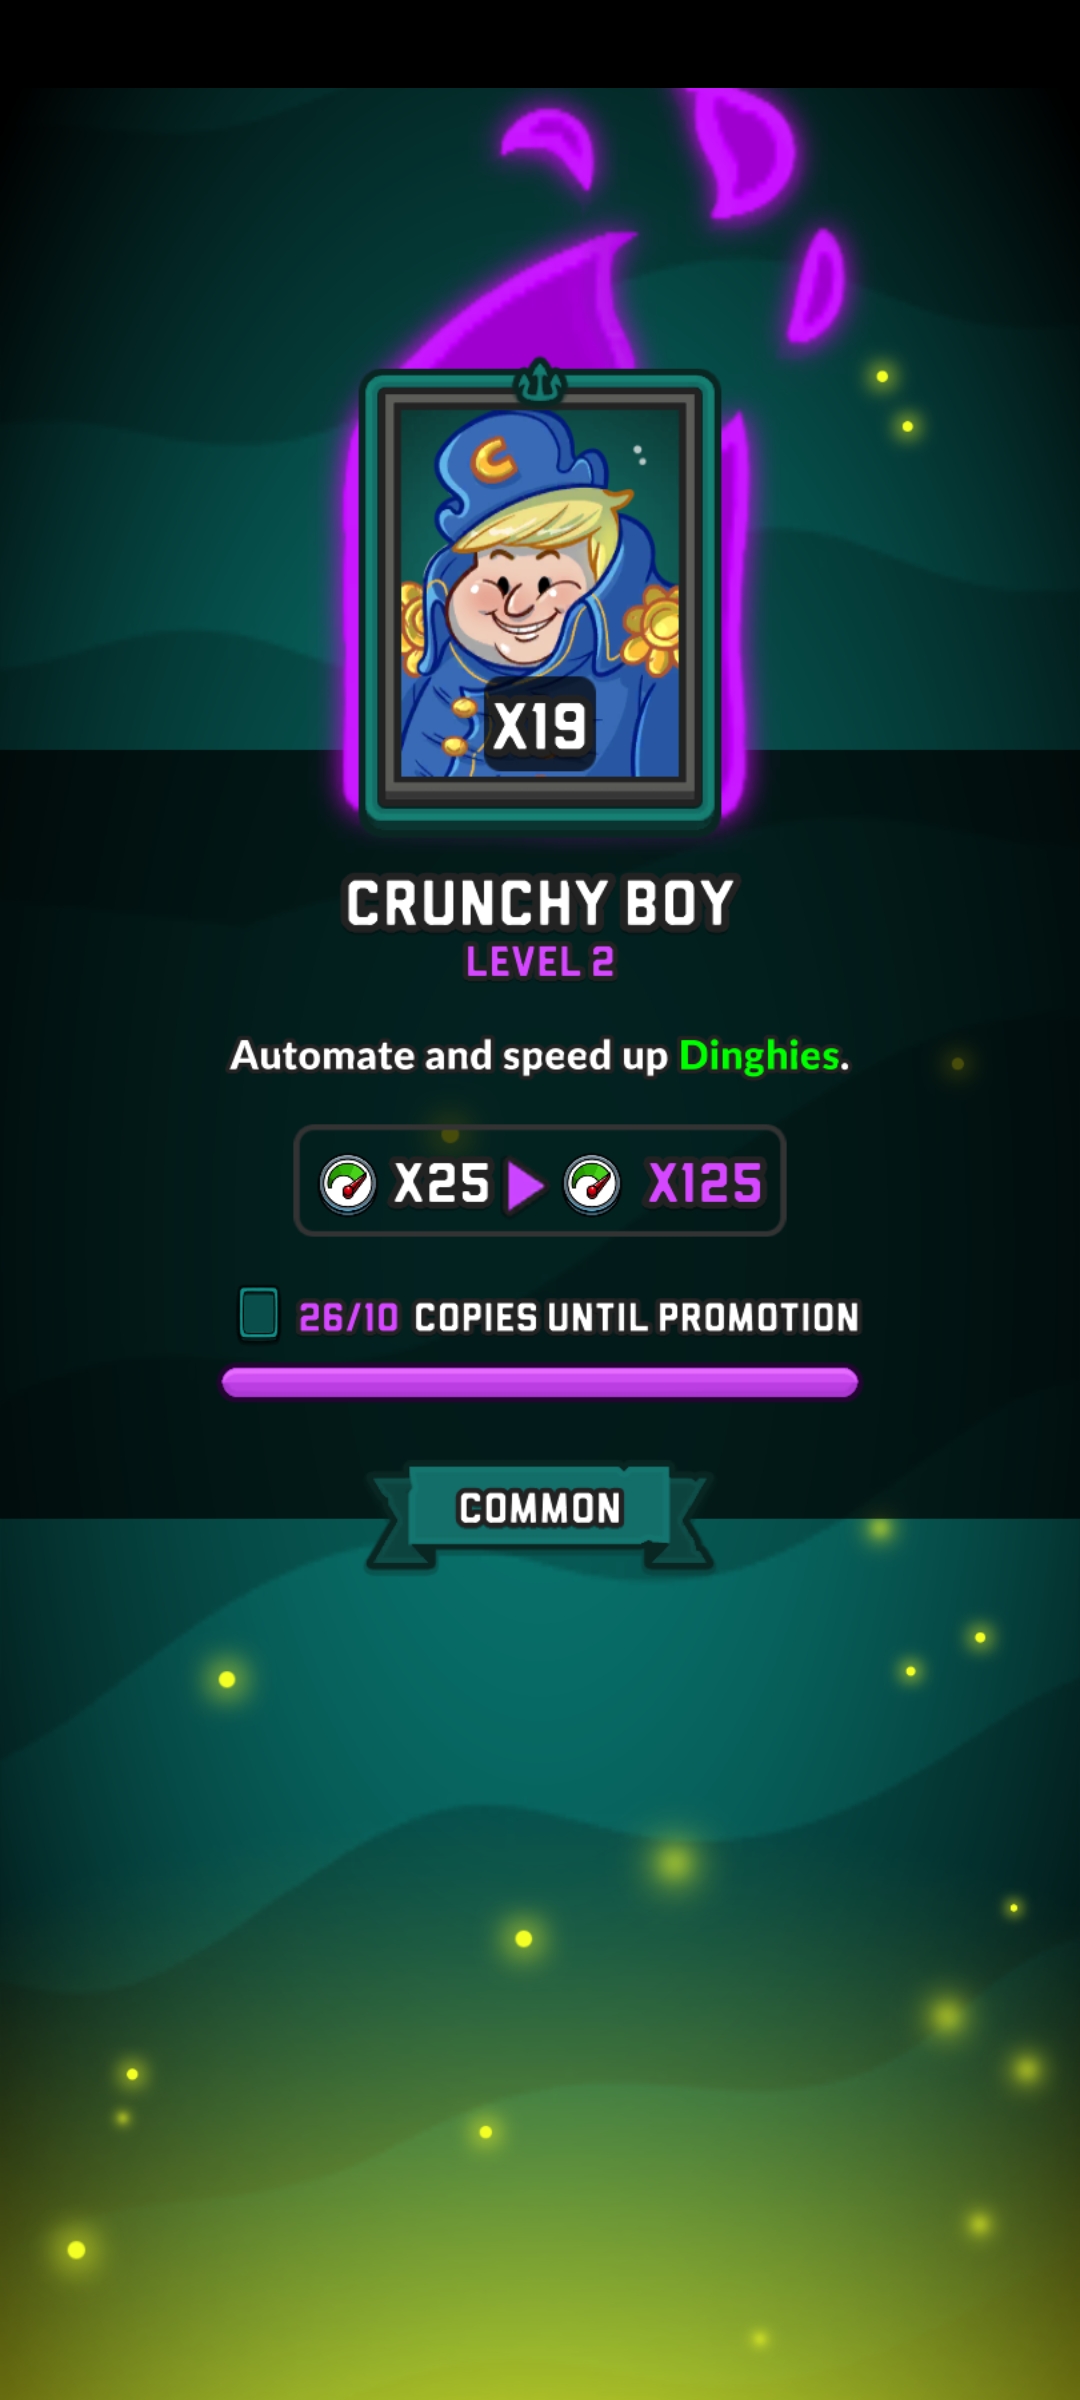 C
X19
CRUNCHY BOY
LEVEL 2
Automate and speed up Dinghies.
X25 X125
26/10 COPIES UNTIL PROMOTION
COMMON